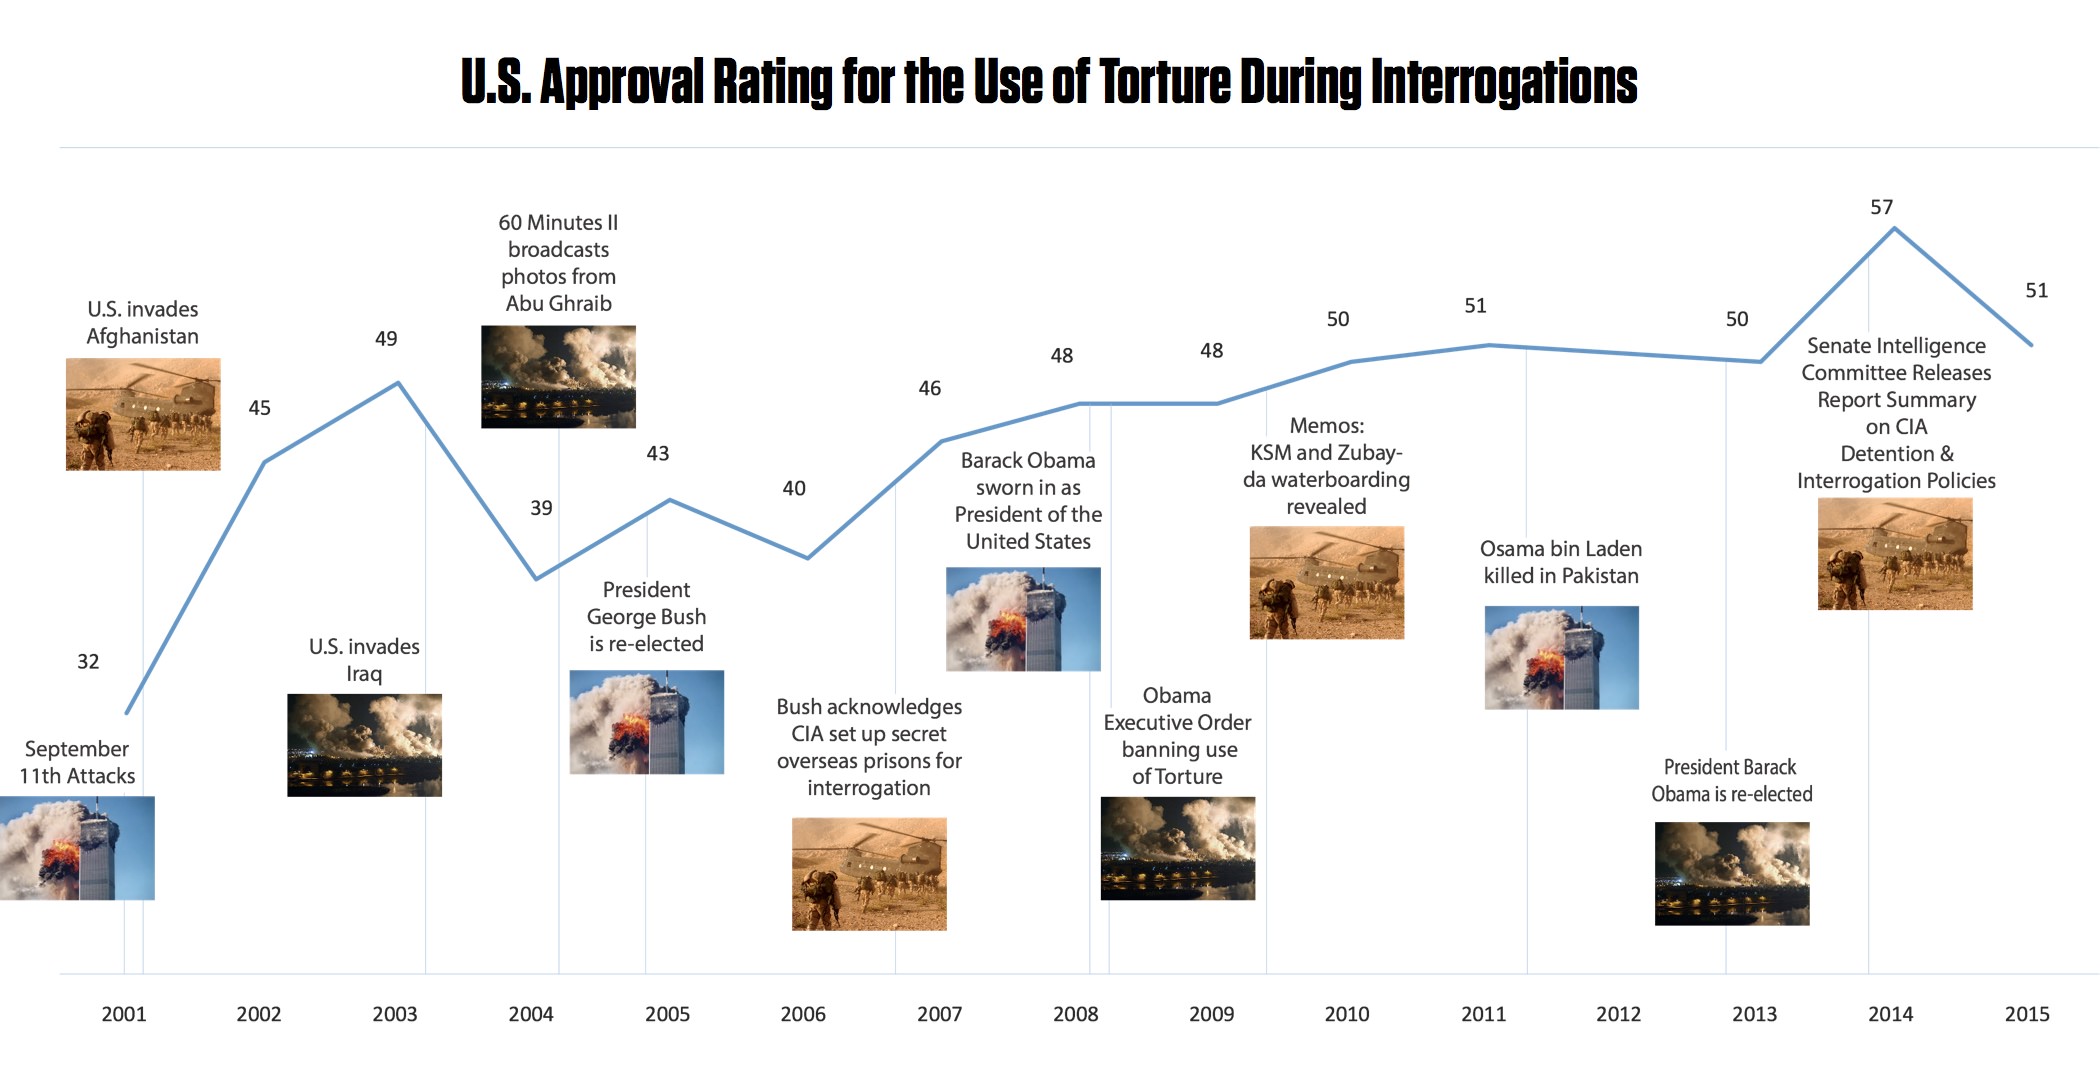 U.S. Approval Rating for the Use of Torture During Interrogations
32
September
11th Attacks
U.S. invades
Afghanistan
45
49
U.S. invades
Iraq
60 Minutes II
broadcasts
photos from
Abu Ghraib
39
43
President
George Bush
is re-elected
40
Bush acknowledges
CIA set up secret
overseas prisons for
interrogation
46
48
Barack Obama
sworn in as
President of the
United States
Obama
Executive Order
banning use
of Torture
48
Memos:
KSM and Zubay-
da waterboarding
revealed
50
51
Osama bin Laden
killed in Pakistan
50
President Barack
Obama is re-elected
57
Senate Intelligence
Committee Releases
Report Summary
on CIA
Detention &
Interrogation Policies
51
2001 2002 2003 2004 2005 2006 2007 2008 2009 2010 2011 2012 2013 2014 2015